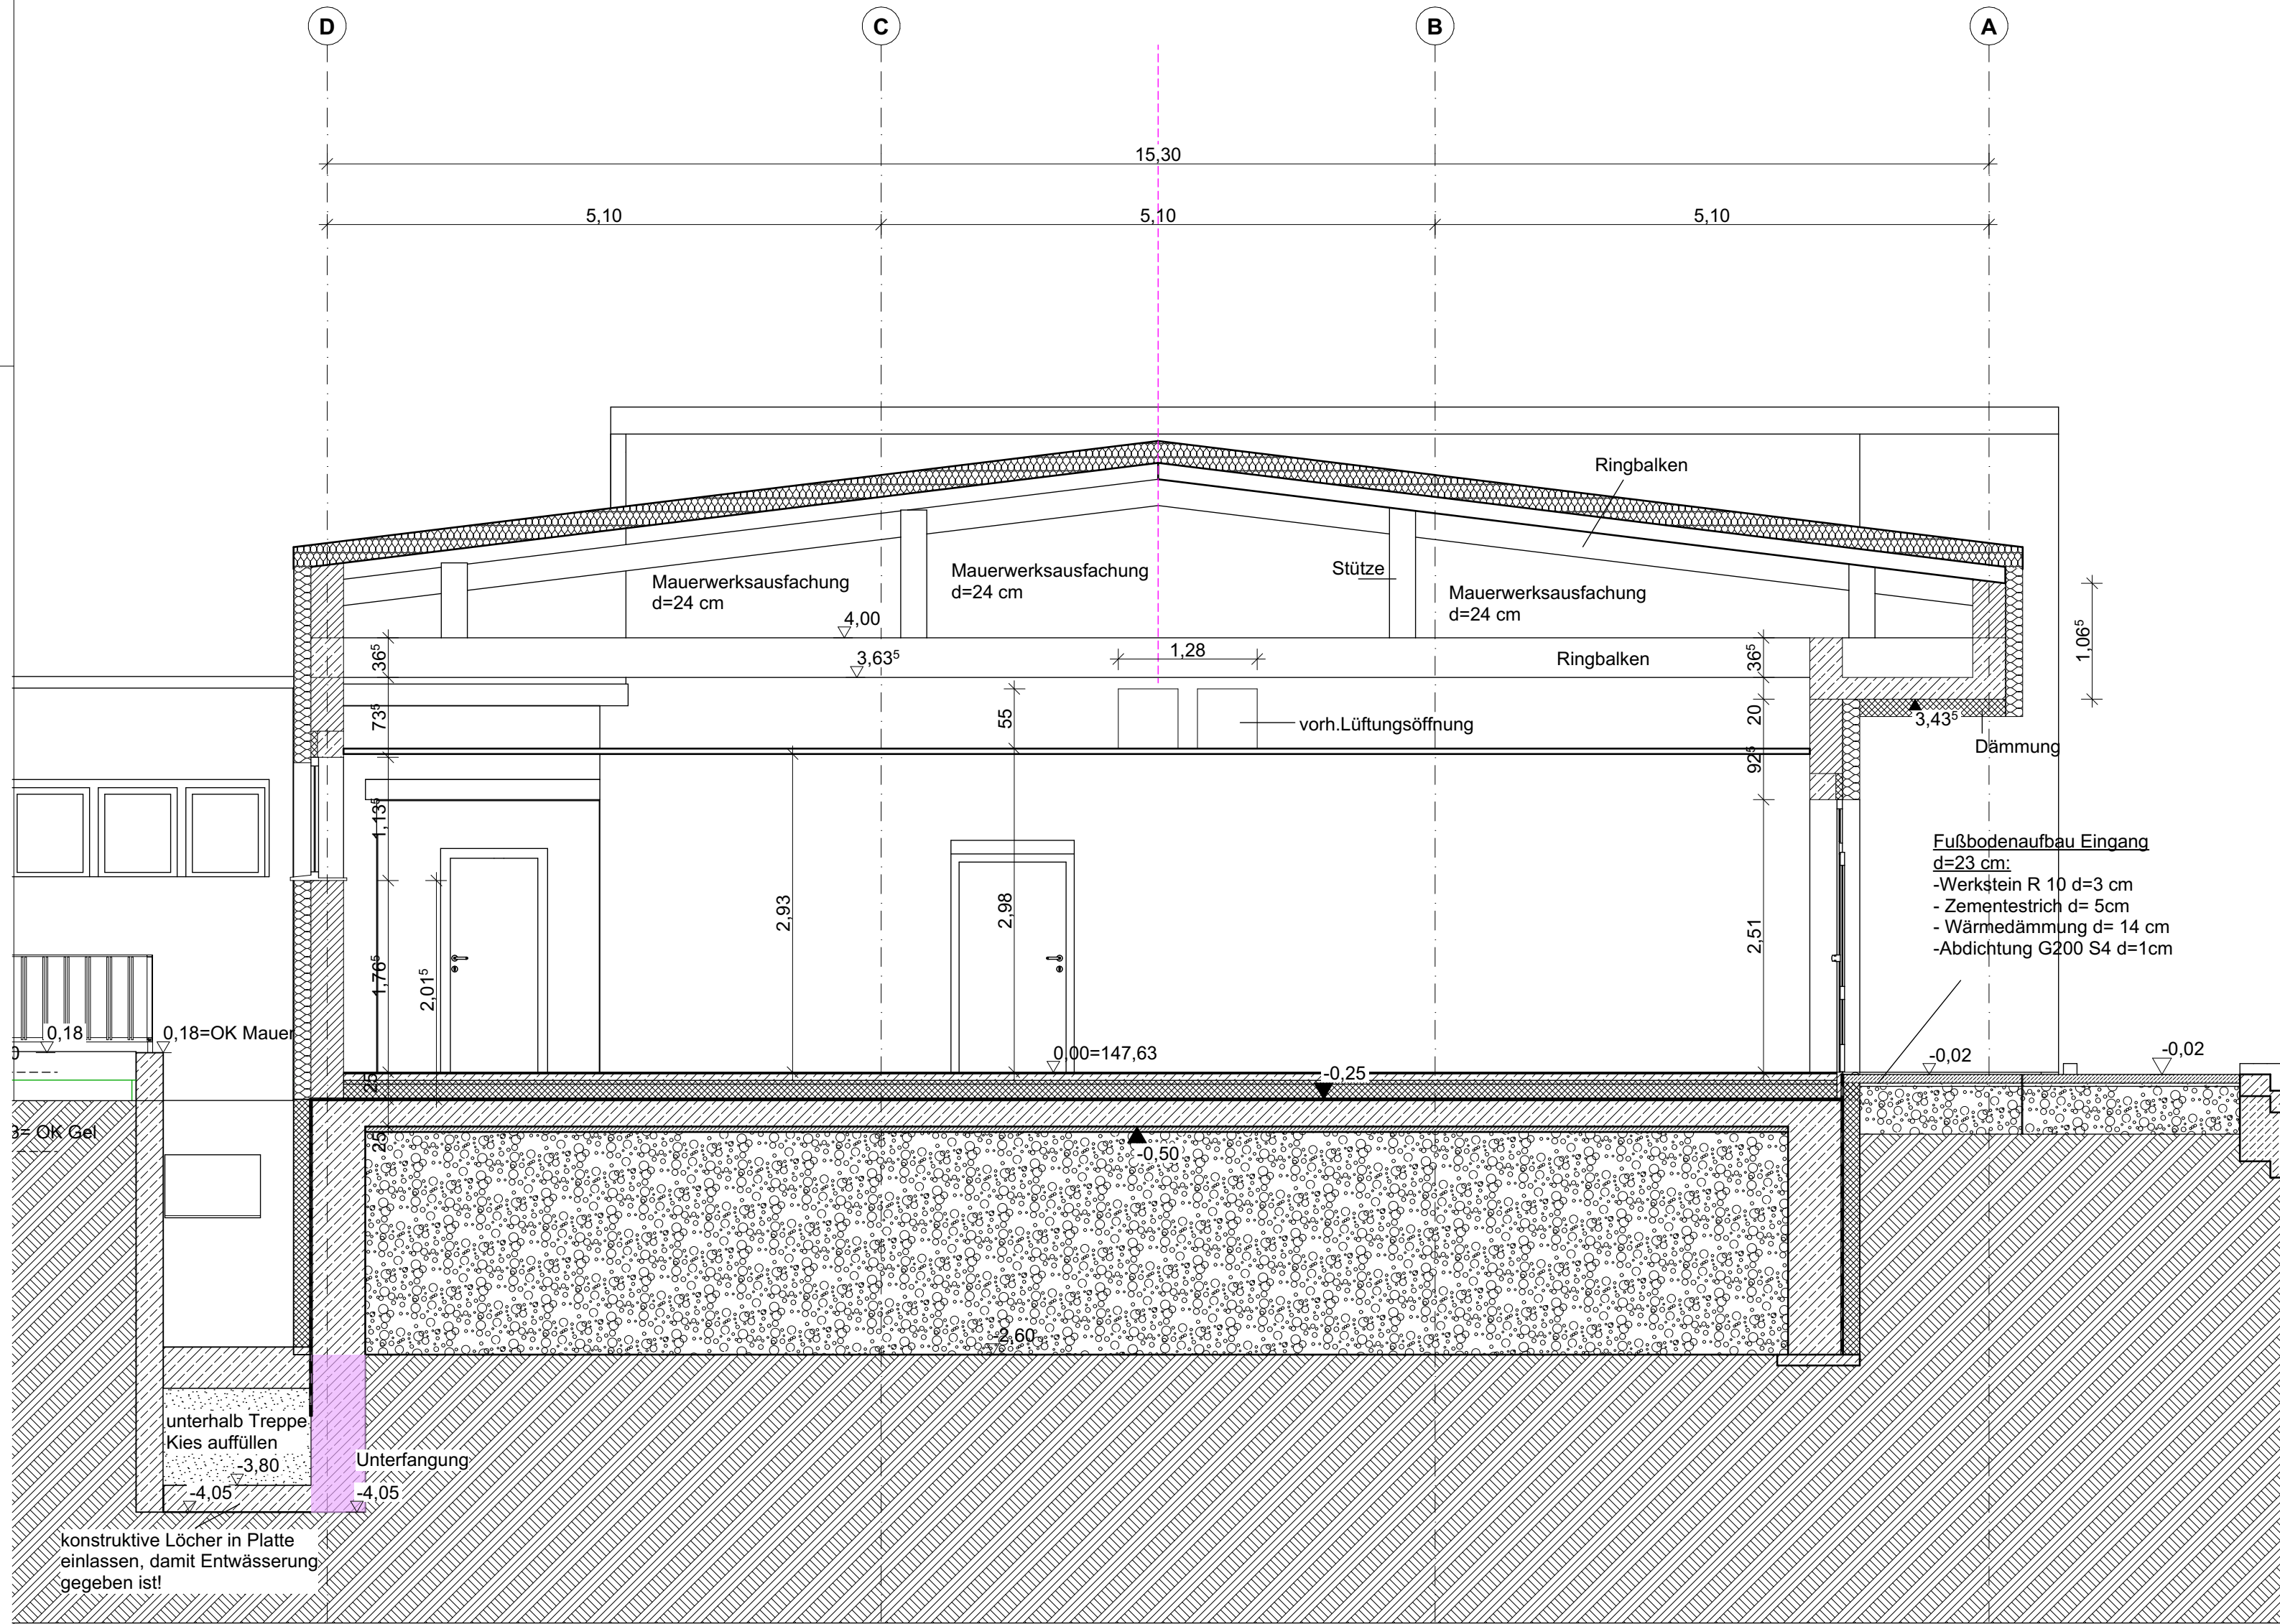 D
C
B
A
15,30
5,10
5,10
5,10
Ringbalken
Mauerwerksausfachung
d=24 cm
Mauerwerksausfachung
d=24 cm
Stütze
Mauerwerksausfachung
d=24 cm
4,00
36⁵
3,63⁵
1,28
Ringbalken
36⁵
1,06⁵
73⁵
55
vorh.Lüftungsöffnung
20
3,43⁵
Dämmung
92⁵
1,13⁵
Fußbodenaufbau Eingang
d=23 cm:
-Werkstein R 10 d=3 cm
- Zementestrich d= 5cm
- Wärmedämmung d= 14 cm
-Abdichtung G200 S4 d=1cm
2,93
2,98
2,51
1,76⁵
2,01⁵
0,18
0,18=OK Mauer
0,00=147,63
-0,02
-0,02
-0,25
25
3= OK Gel
25
-0,50
-2,60
unterhalb Treppe
Kies auffüllen
-3,80
Unterfangung
-4,05
-4,05
konstruktive Löcher in Platte
einlassen, damit Entwässerung
gegeben ist!